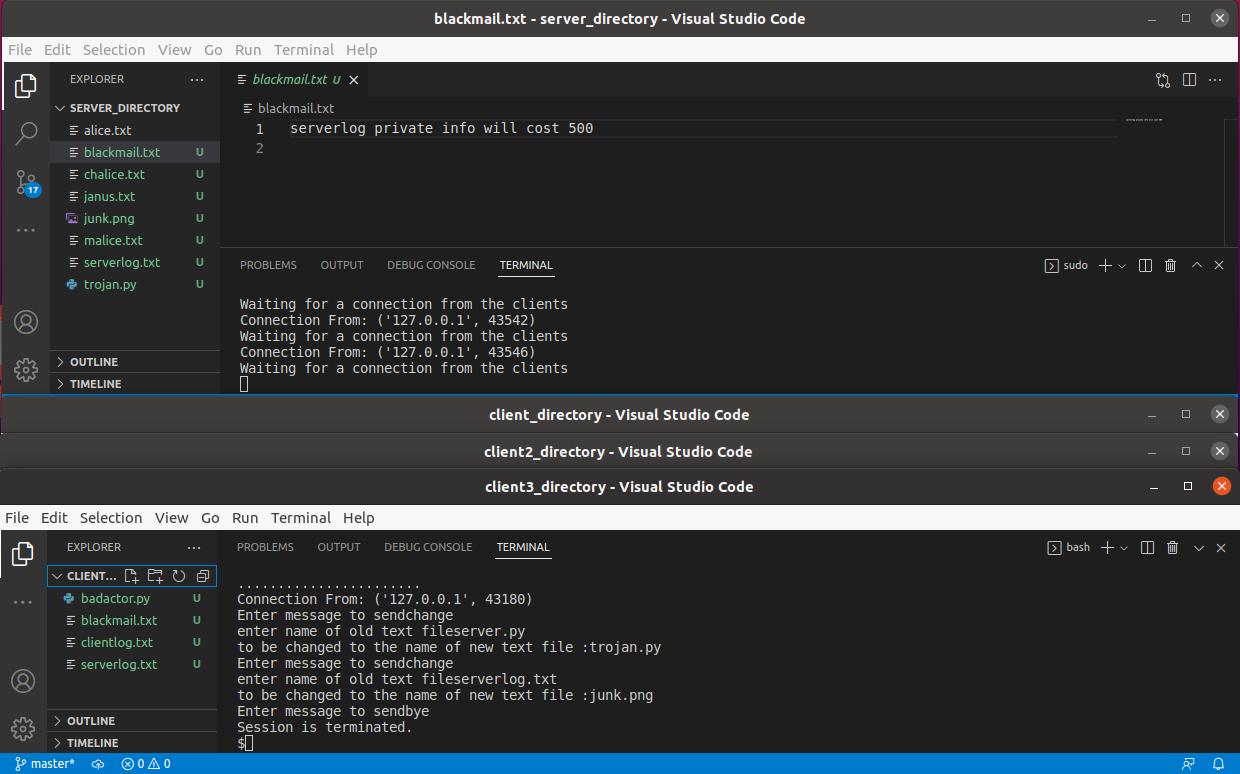 blackmail.txt - server_directory - Visual Studio Code
File Edit Selection View Go Run Terminal Help
EXPLORER
SERVER_DIRECTORY
alice.txt
blackmail.txt U
chalice.txt U
janus.txt U
junk.png U
malice.txt U
serverlog.txt U
trojan.py U
17
OUTLINE
TIMELINE
blackmail.txt U
blackmail.txt
1 serverlog private info will cost 500
2
PROBLEMS OUTPUT DEBUG CONSOLE TERMINAL sudo
Waiting for a connection from the clients
Connection From: ('127.0.0.1', 43542)
Waiting for a connection from the clients
Connection From: ('127.0.0.1', 43546)
Waiting for a connection from the clients
client_directory - Visual Studio Code
client2_directory - Visual Studio Code
client3_directory - Visual Studio Code
File Edit Selection View Go Run Terminal Help
EXPLORER
CLIENT...
badactor.py U
blackmail.txt U
clientlog.txt U
serverlog.txt U
OUTLINE
TIMELINE
PROBLEMS OUTPUT DEBUG CONSOLE TERMINAL bash
.......................
Connection From: ('127.0.0.1', 43180)
Enter message to sendchange
enter name of old text fileserver.py
to be changed to the name of new text file :trojan.py
Enter message to sendchange
enter name of old text fileserverlog.txt
to be changed to the name of new text file :junk.png
Enter message to sendbye
Session is terminated.
$
master* 0 0